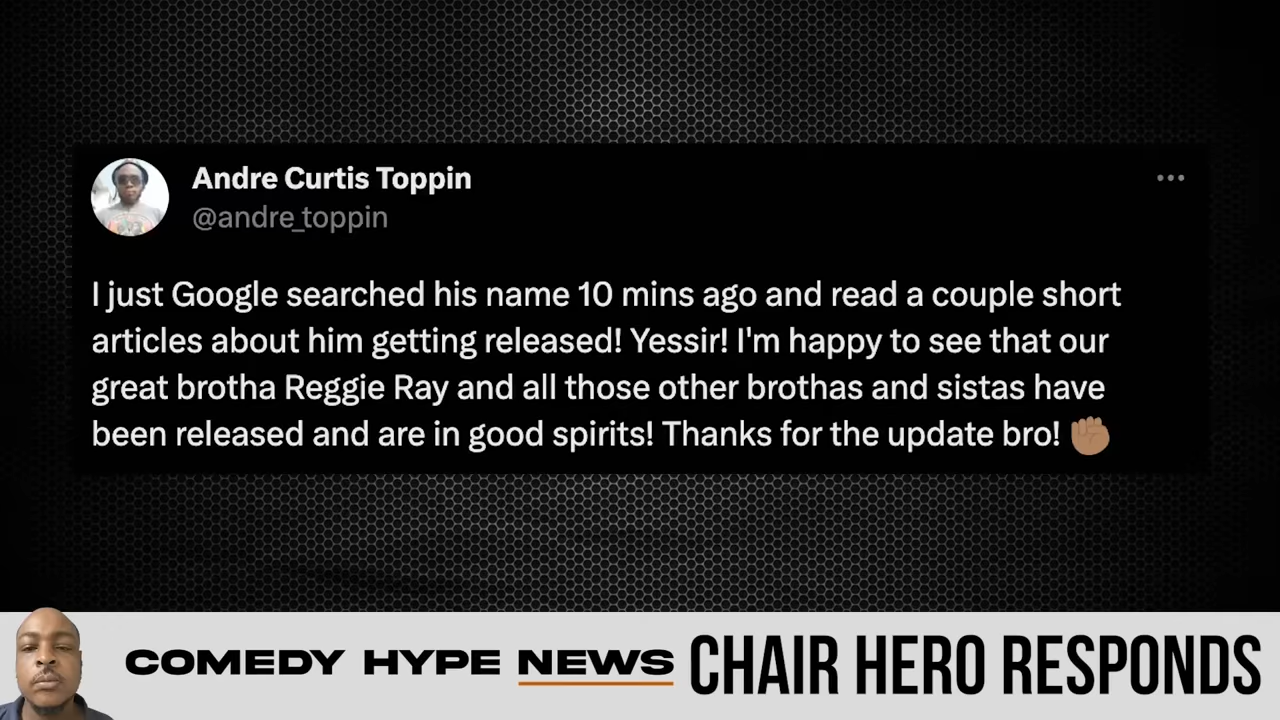 Andre Curtis Toppin
@andre_toppin
I just Google searched his name 10 mins ago and read a couple short
articles about him getting released! Yessir! I'm happy to see that our
great brotha Reggie Ray and all those other brothas and sistas have
been released and are in good spirits! Thanks for the update bro! ✊🏽
COMEDY HYPE NEWS CHAIR HERO RESPONDS